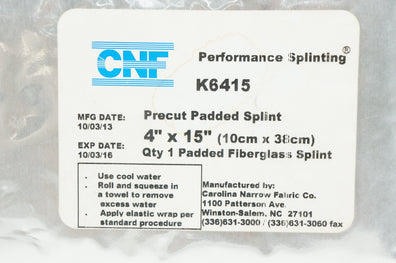 CNF
Performance Splinting®
K6415
MFG DATE:
10/03/13
Precut Padded Splint
4" x 15" (10cm x 38cm)
EXP DATE:
10/03/16
Qty 1 Padded Fiberglass Splint
• Use cool water
• Roll and squeeze in
a towel to remove
excess water
• Apply elastic wrap per
standard procedure
Manufactured by:
Carolina Narrow Fabric Co.
1100 Patterson Ave.
Winston-Salem, NC 27101
(336)631-3000 / (336)631-3060 fax